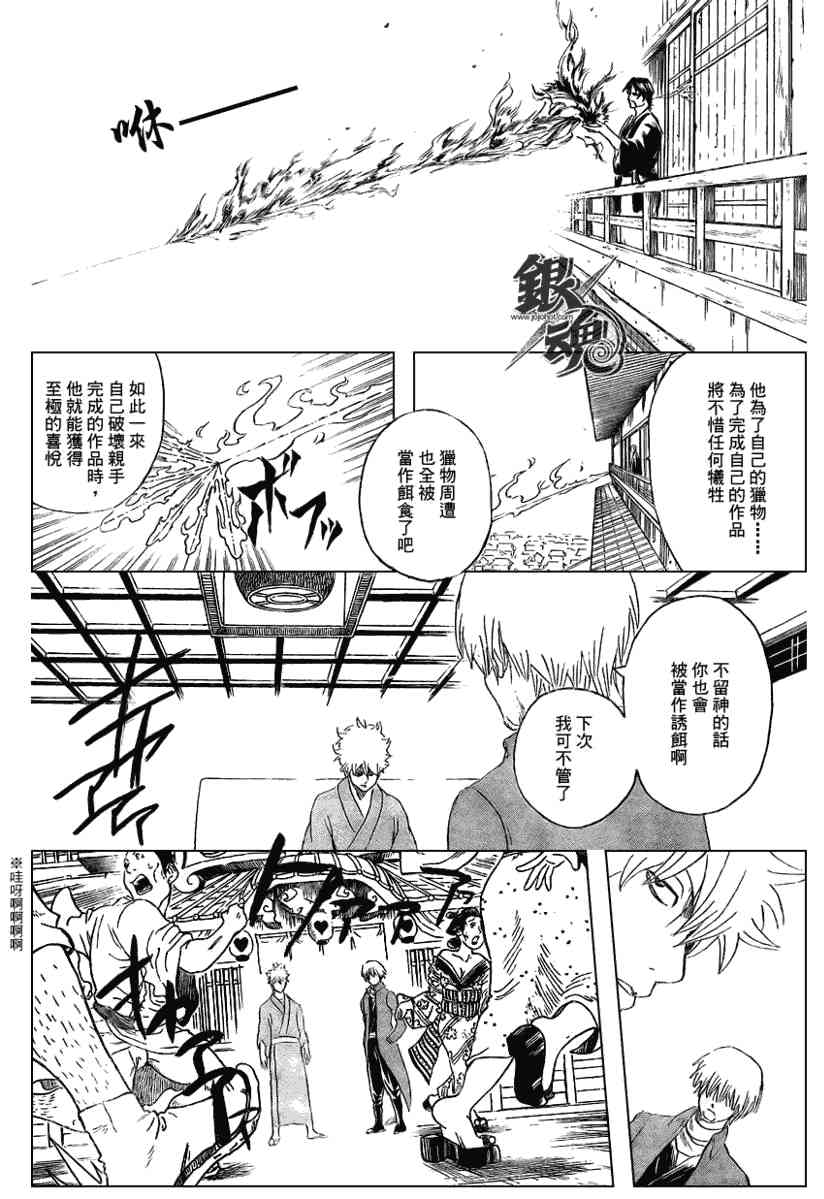 咻
銀魂
www.jojohot.com
他為了自己的獵物……
為了完成自己的作品
將不惜任何犧牲
獵物周遭
也全被
當作餌食了吧
ボフッ
如此一來
自己破壞親手
完成的作品時，
他就能獲得
至極的喜悅
不留神的話
你也會
被當作誘餌啊
下次
我可不管了
※哇呀啊啊啊啊